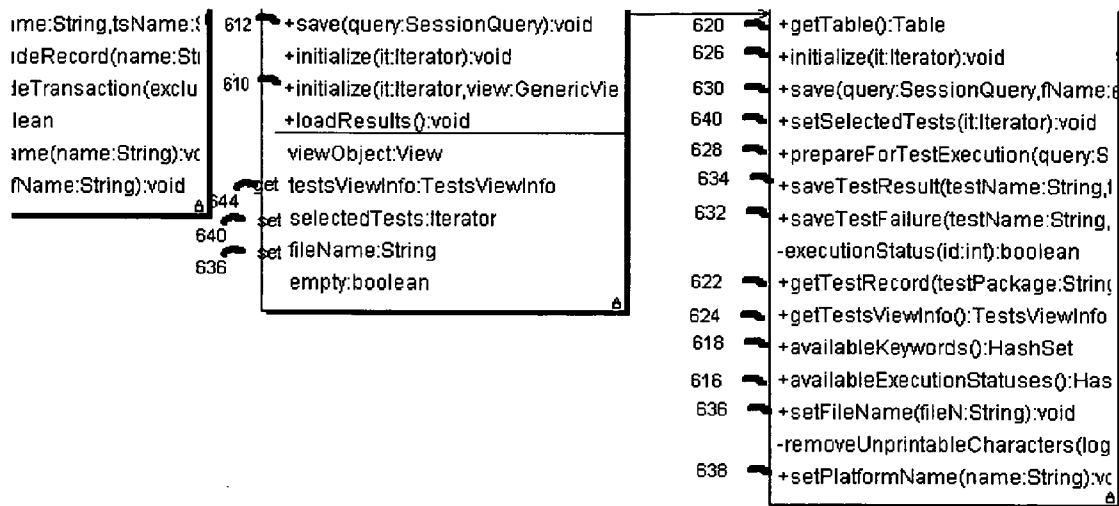 me:String,tsName:S
ideRecord(name:Stri
leTransaction(exclu
lean
ame(name:String):vo
fName:String):void
612 +save(query:SessionQuery):void
+initialize(it:Iterator):void
610 +initialize(it:Iterator,view:GenericVie
+loadResults():void
viewObject:View
644 get testsViewInfo:TestsViewInfo
640 set selectedTests:Iterator
636 set fileName:String
empty:boolean
620 +getTable():Table
626 +initialize(it:Iterator):void
630 +save(query:SessionQuery,fName:
640 +setSelectedTests(it:Iterator):void
628 +prepareForTestExecution(query:S
634 +saveTestResult(testName:String,
632 +saveTestFailure(testName:String,
-executionStatus(id:int):boolean
622 +getTestRecord(testPackage:String
624 +getTestsViewInfo():TestsViewInfo
618 +availableKeywords():HashSet
616 +availableExecutionStatuses():Has
636 +setFileName(fileN:String):void
-removeUnprintableCharacters(log
638 +setPlatformName(name:String):vo